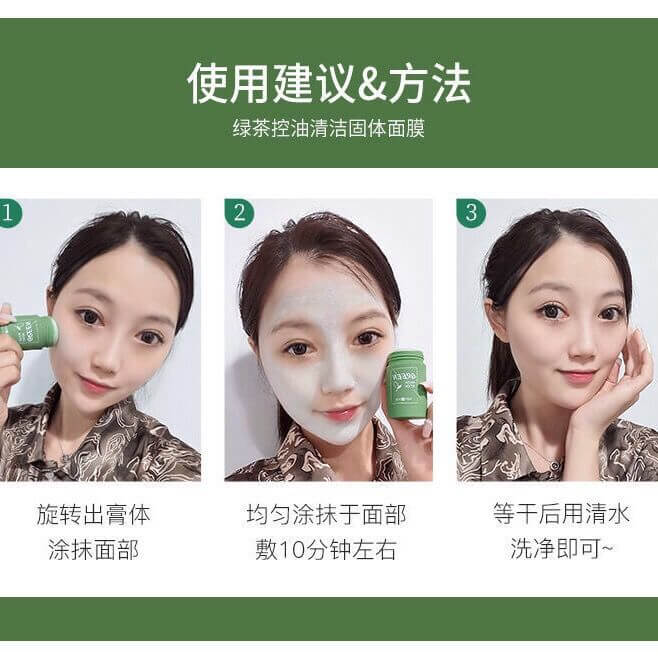 使用建议&方法
绿茶控油清洁固体面膜
1
2
3
旋转出膏体
涂抹面部
均匀涂抹于面部
敷10分钟左右
等干后用清水
洗净即可~